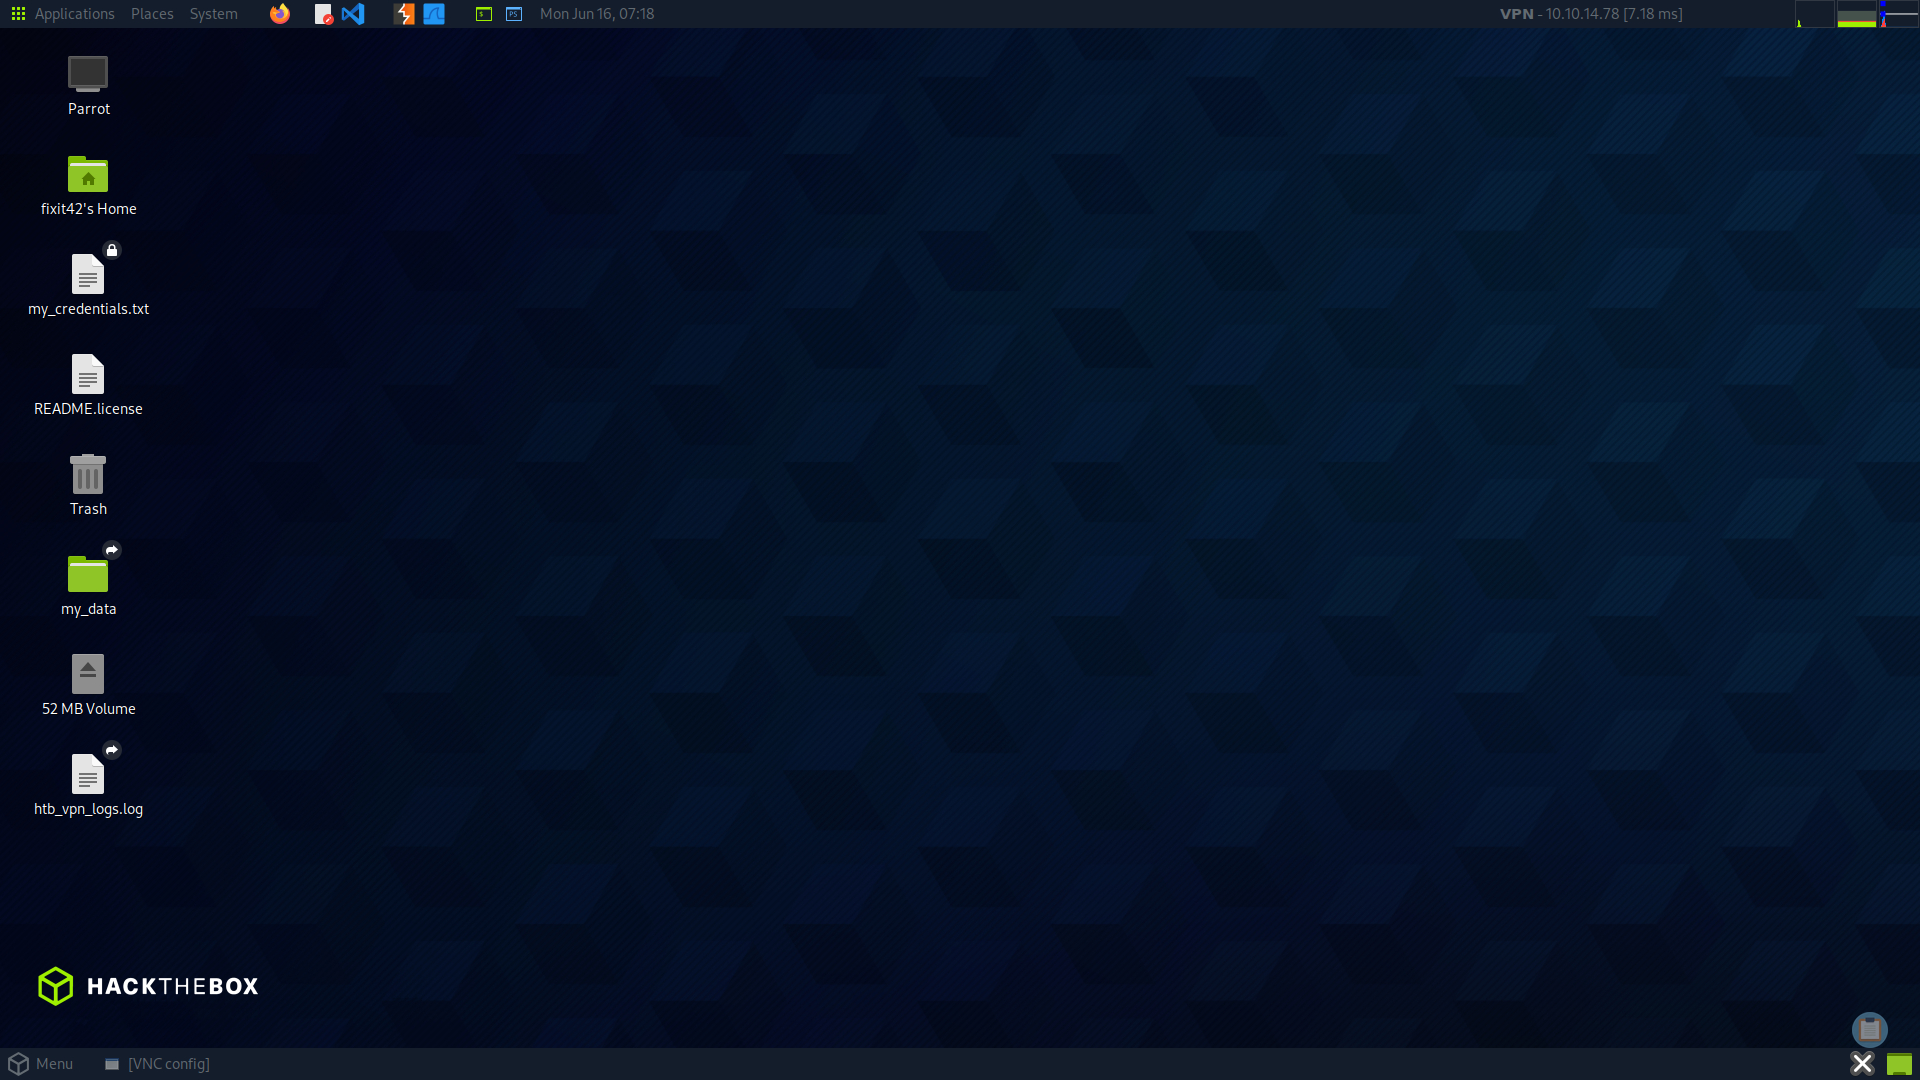 Applications Places System Mon Jun 16, 07:18 VPN - 10.10.14.78 [7.18 ms]
Parrot
fixit42's Home
my_credentials.txt
README.license
Trash
my_data
52 MB Volume
htb_vpn_logs.log
HACKTHEBOX
Menu [VNC config]